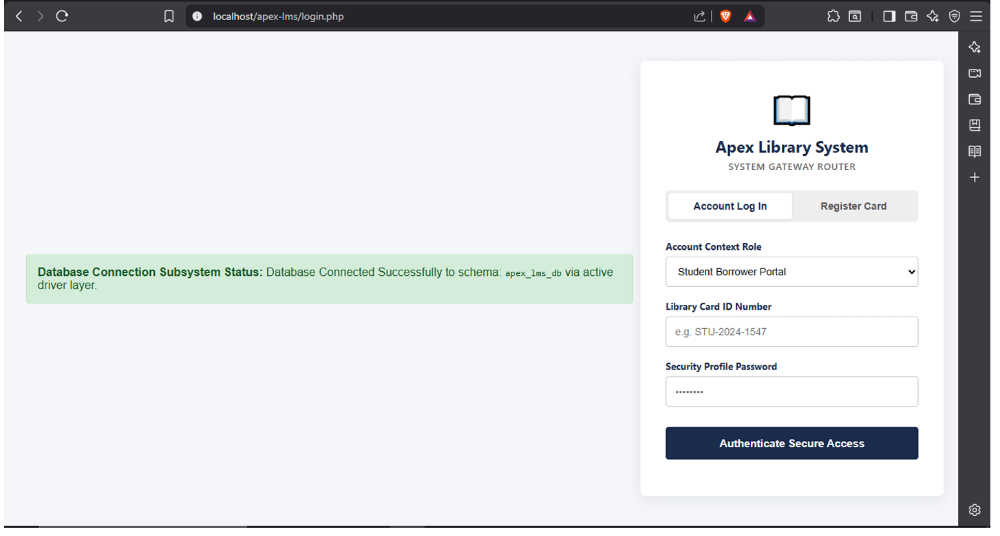 localhost/apex-lms/login.php
Database Connection Subsystem Status: Database Connected Successfully to schema: apex_lms_db via active
driver layer.
Apex Library System
SYSTEM GATEWAY ROUTER
Account Log In
Register Card
Account Context Role
Student Borrower Portal
Library Card ID Number
e.g. STU-2024-1547
Security Profile Password
••••••••
Authenticate Secure Access